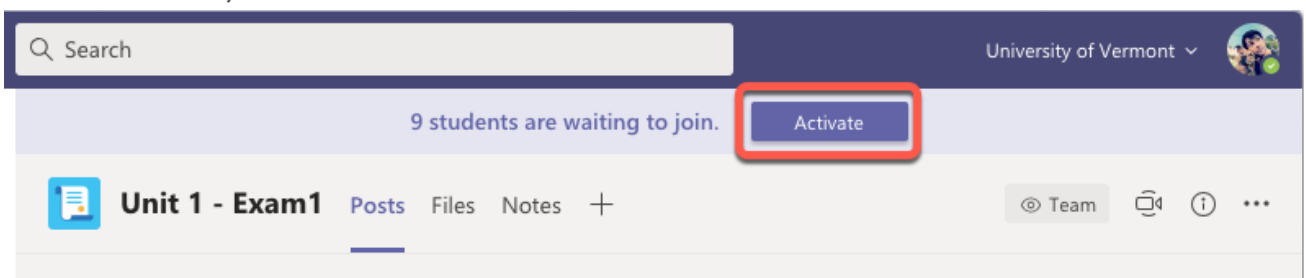 Search
University of Vermont
9 students are waiting to join.
Activate
Unit 1 - Exam1
Posts
Files
Notes
Team